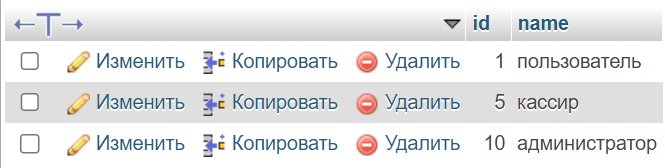 id name
Изменить Копировать Удалить 1 пользователь
Изменить Копировать Удалить 5 кассир
Изменить Копировать Удалить 10 администратор